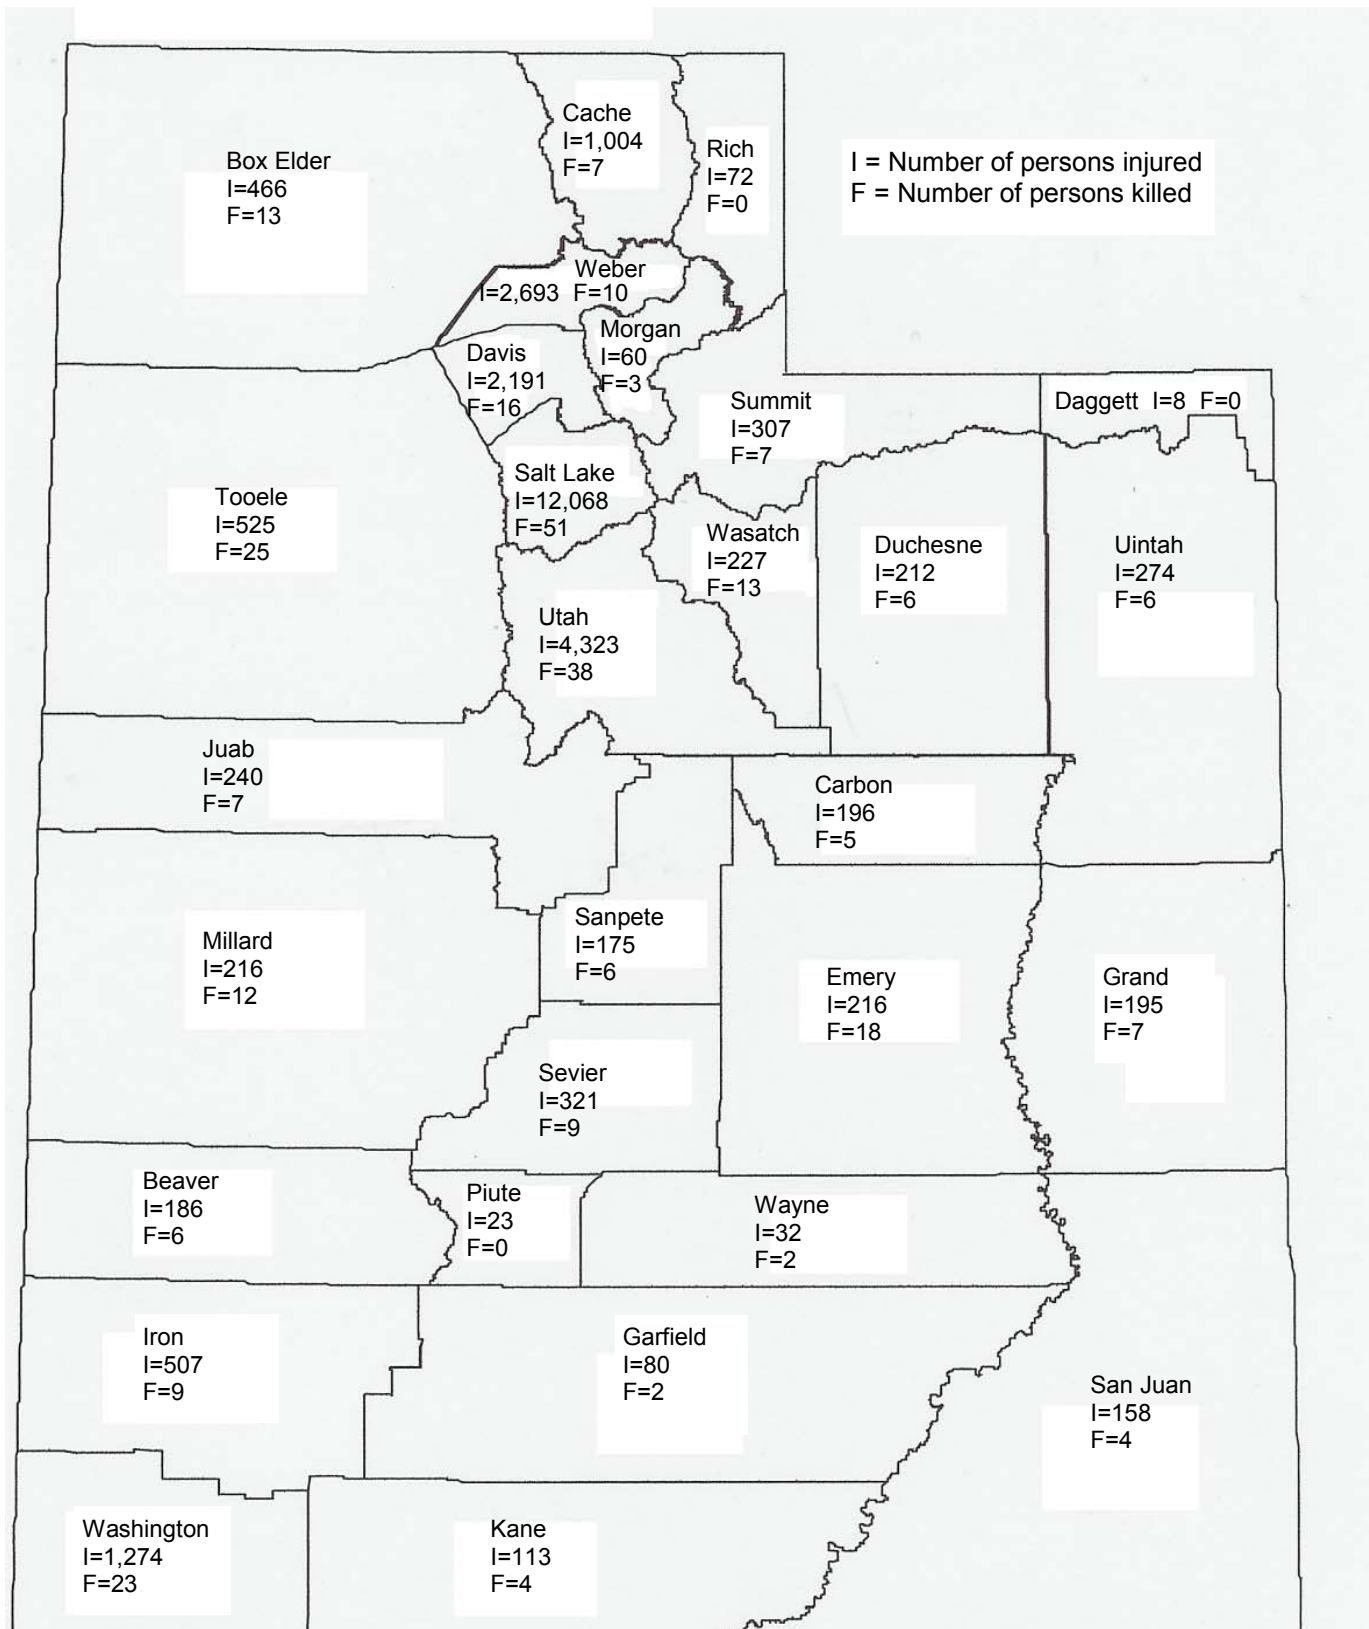 Cache
I=1,004
F=7
Rich
I=72
F=0
I = Number of persons injured
F = Number of persons killed
Box Elder
I=466
F=13
Weber
I=2,693  F=10
Morgan
I=60
F=3
Davis
I=2,191
F=16
Summit
I=307
F=7
Daggett  I=8  F=0
Salt Lake
I=12,068
F=51
Tooele
I=525
F=25
Wasatch
I=227
F=13
Duchesne
I=212
F=6
Uintah
I=274
F=6
Utah
I=4,323
F=38
Juab
I=240
F=7
Carbon
I=196
F=5
Sanpete
I=175
F=6
Millard
I=216
F=12
Emery
I=216
F=18
Grand
I=195
F=7
Sevier
I=321
F=9
Beaver
I=186
F=6
Piute
I=23
F=0
Wayne
I=32
F=2
Iron
I=507
F=9
Garfield
I=80
F=2
San Juan
I=158
F=4
Washington
I=1,274
F=23
Kane
I=113
F=4